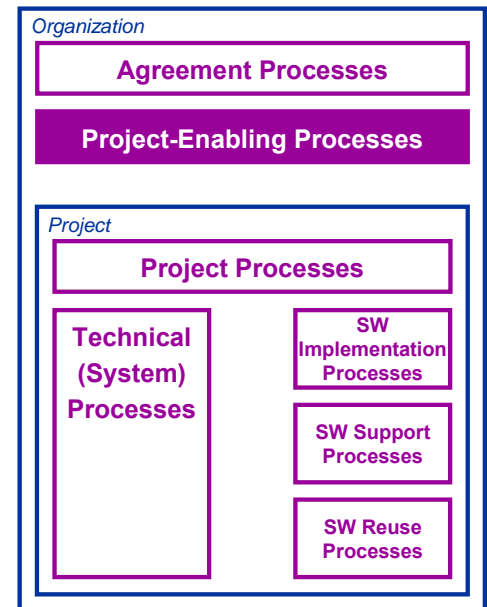 Organization
Agreement Processes
Project-Enabling Processes
Project
Project Processes
Technical
(System)
Processes
SW
Implementation
Processes
SW Support
Processes
SW Reuse
Processes